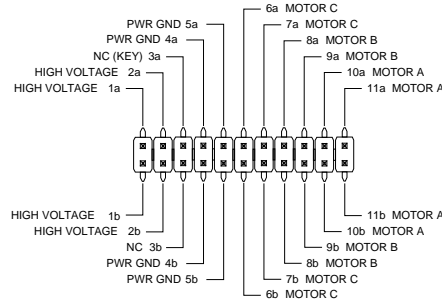 6a MOTOR C
PWR GND 5a 7a MOTOR C
PWR GND 4a 8a MOTOR B
NC (KEY) 3a 9a MOTOR B
HIGH VOLTAGE 2a 10a MOTOR A
HIGH VOLTAGE 1a 11a MOTOR A
HIGH VOLTAGE 1b 11b MOTOR A
HIGH VOLTAGE 2b 10b MOTOR A
NC 3b 9b MOTOR B
PWR GND 4b 8b MOTOR B
PWR GND 5b 7b MOTOR C
6b MOTOR C